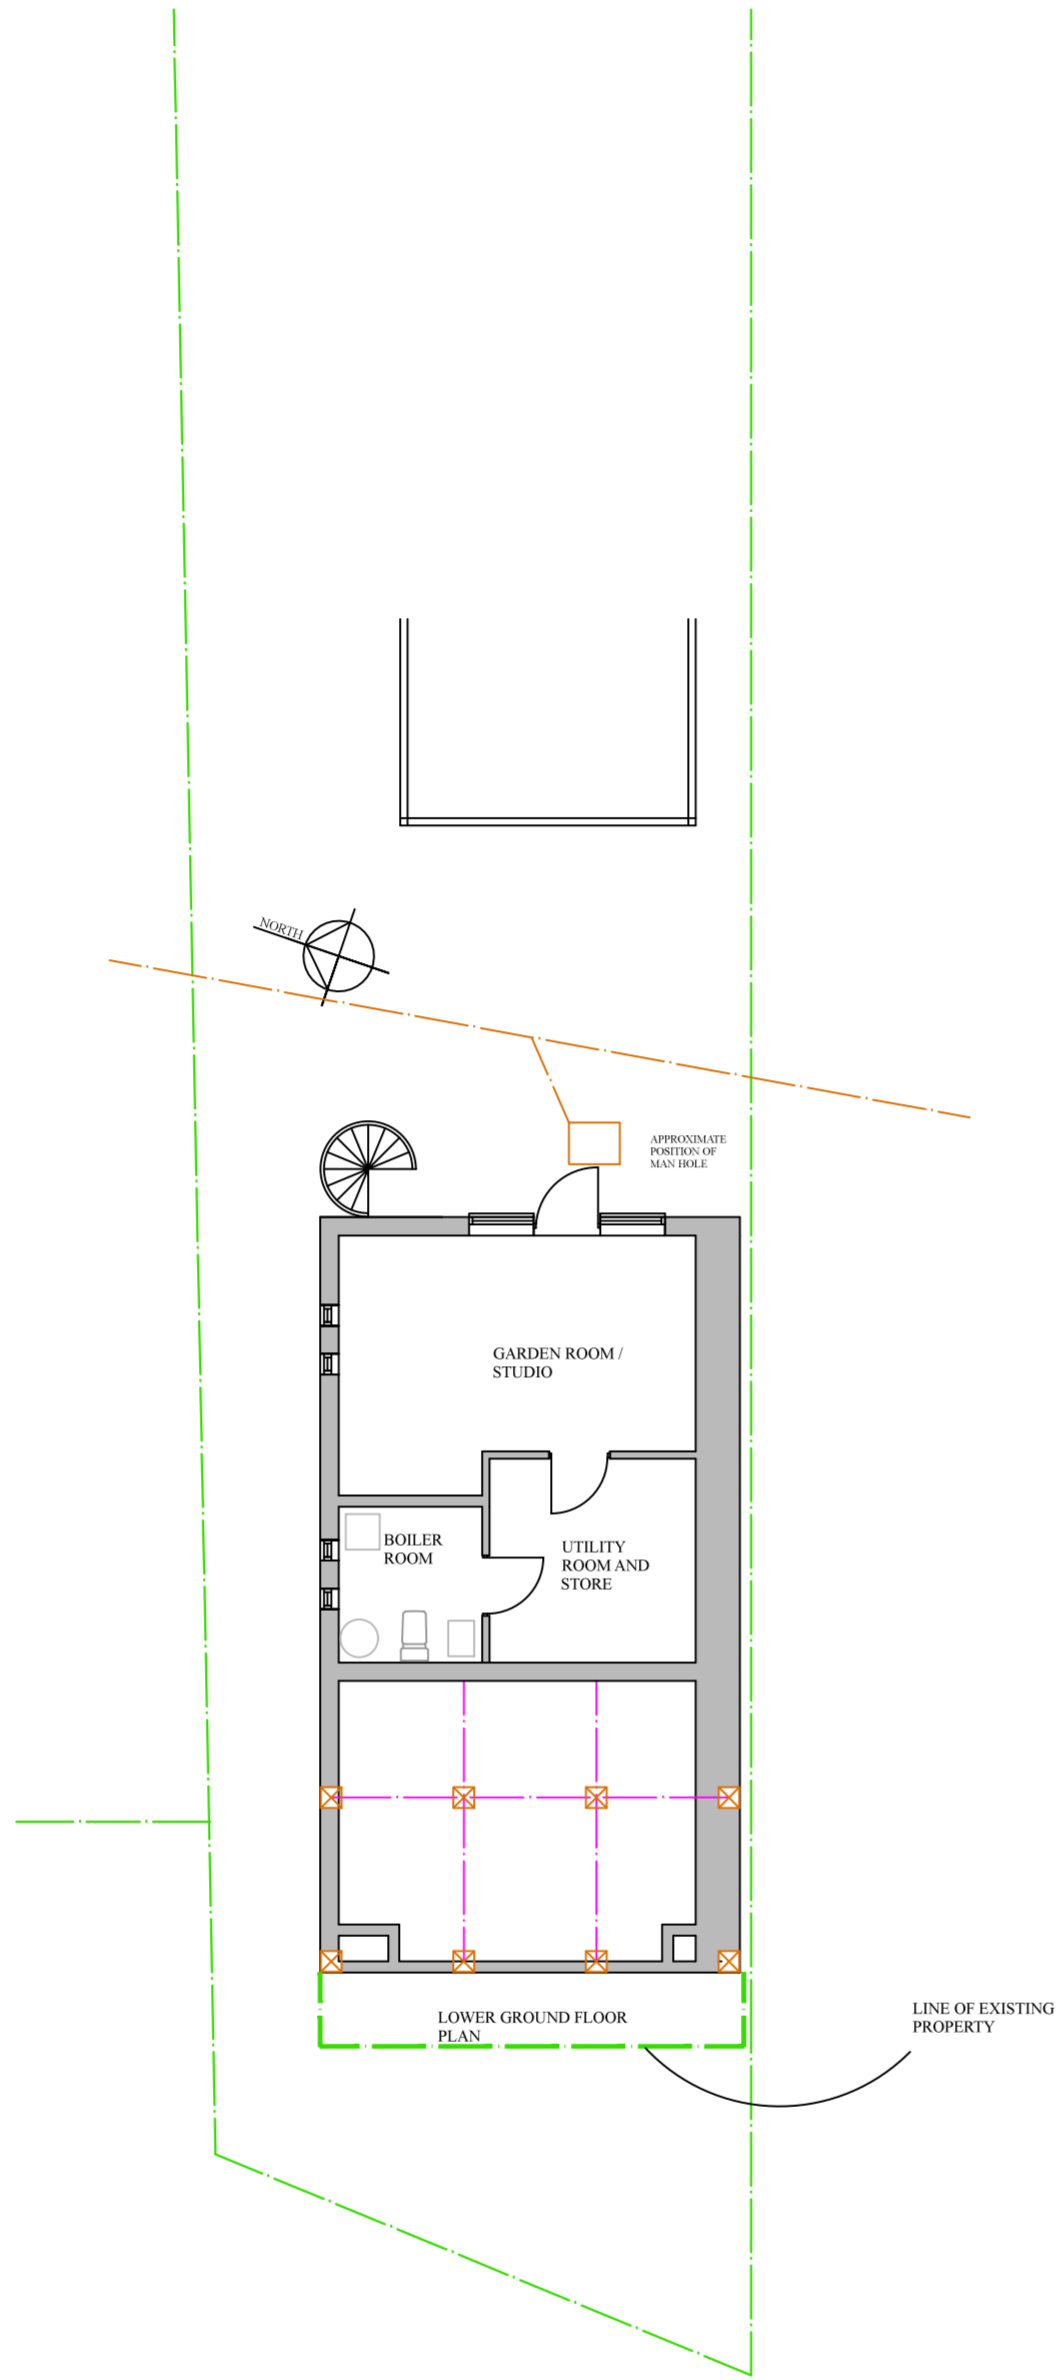 NORTH
APPROXIMATE
POSITION OF
MAN HOLE
GARDEN ROOM /
STUDIO
BOILER
ROOM
UTILITY
ROOM AND
STORE
LOWER GROUND FLOOR
PLAN
LINE OF EXISTING
PROPERTY